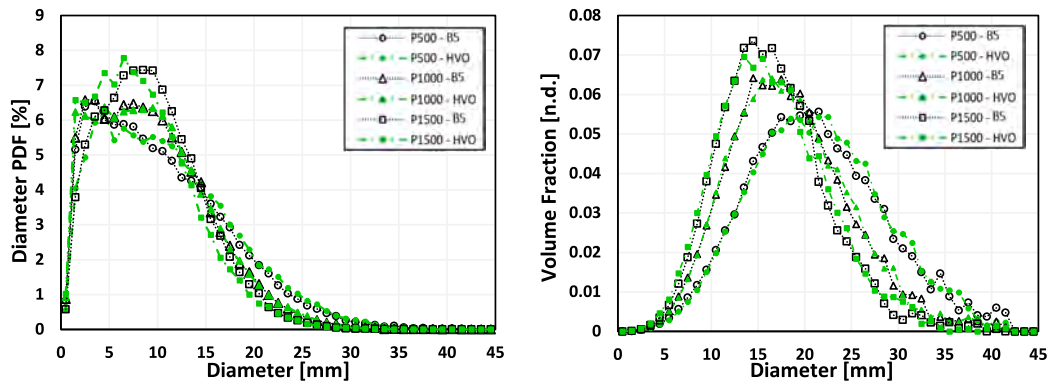 Diameter PDF [%]
9
8
7
6
5
4
3
2
1
0
0 5 10 15 20 25 30 35 40 45
Diameter [mm]
P500 - B5
P500 - HVO
P1000 - B5
P1000 - HVO
P1500 - B5
P1500 - HVO
Volume Fraction [n.d.]
0.08
0.07
0.06
0.05
0.04
0.03
0.02
0.01
0.00
0 5 10 15 20 25 30 35 40 45
Diameter [mm]
P500 - B5
P500 - HVO
P1000 - B5
P1000 - HVO
P1500 - B5
P1500 - HVO